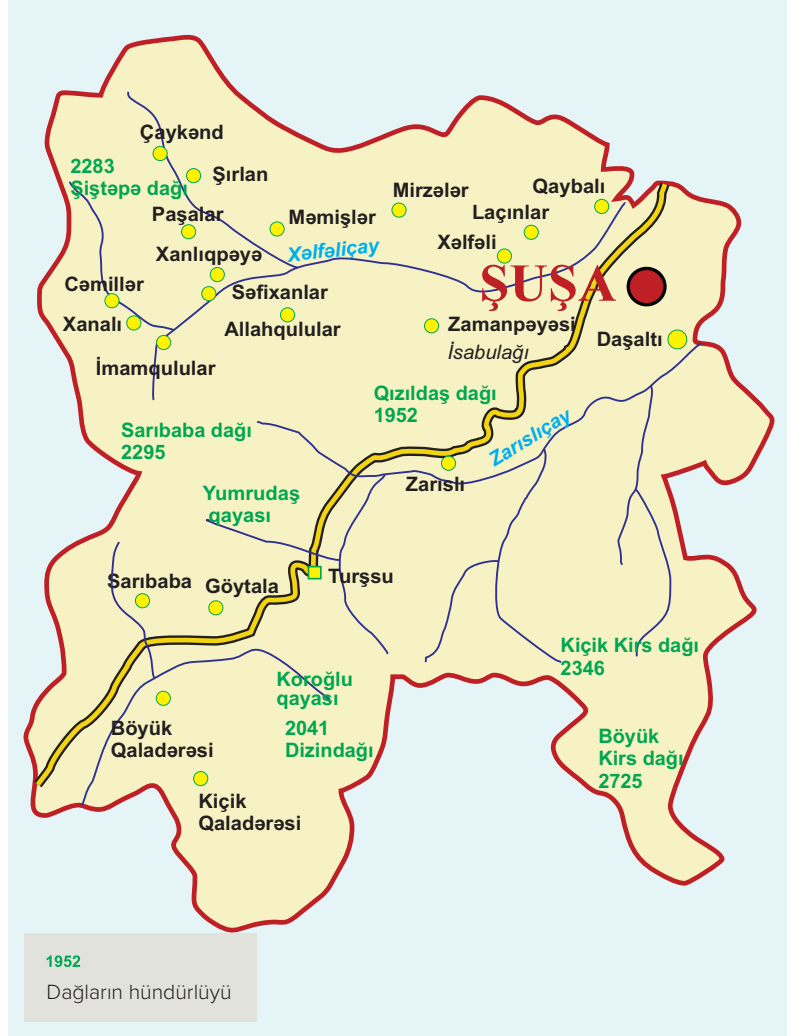 Çaykənd
2283
Şiştəpə dağı
Şırlan
Paşalar
Məmişlər
Mirzələr
Qaybalı
Laçınlar
Xəlfəli
Xanlıqpəyə
Xəlfəliçay
ŞUŞA
Cəmillər
Səfixanlar
Xanalı
Allahqulular
Zamanpəyəsi
İsabulağı
Daşaltı
İmamqulular
Qızıldaş dağı
1952
Sarıbaba dağı
2295
Zarıslıçay
Zarıslı
Yumrudaş
qayası
Turşsu
Sarıbaba
Göytala
Kiçik Kirs dağı
2346
Koroğlu
qayası
2041
Dizindağı
Böyük
Qaladərəsi
Böyük
Kirs dağı
2725
Kiçik
Qaladərəsi
1952
Dağların hündürlüyü